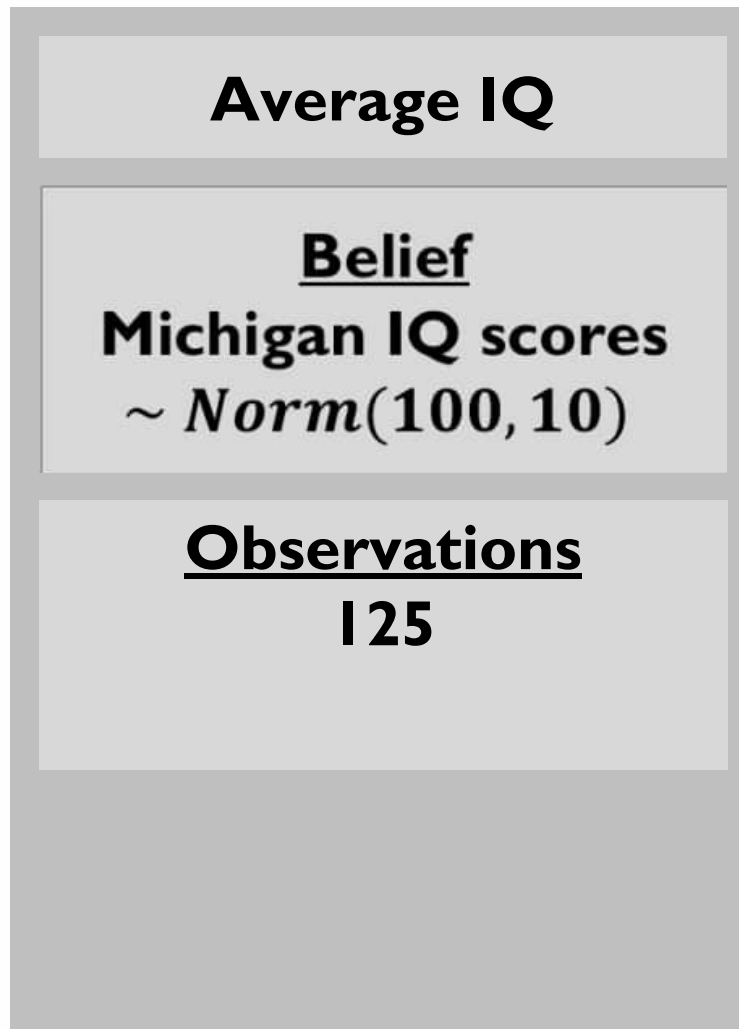 Average IQ
Belief
Michigan IQ scores
~ Norm(100, 10)
Observations
125